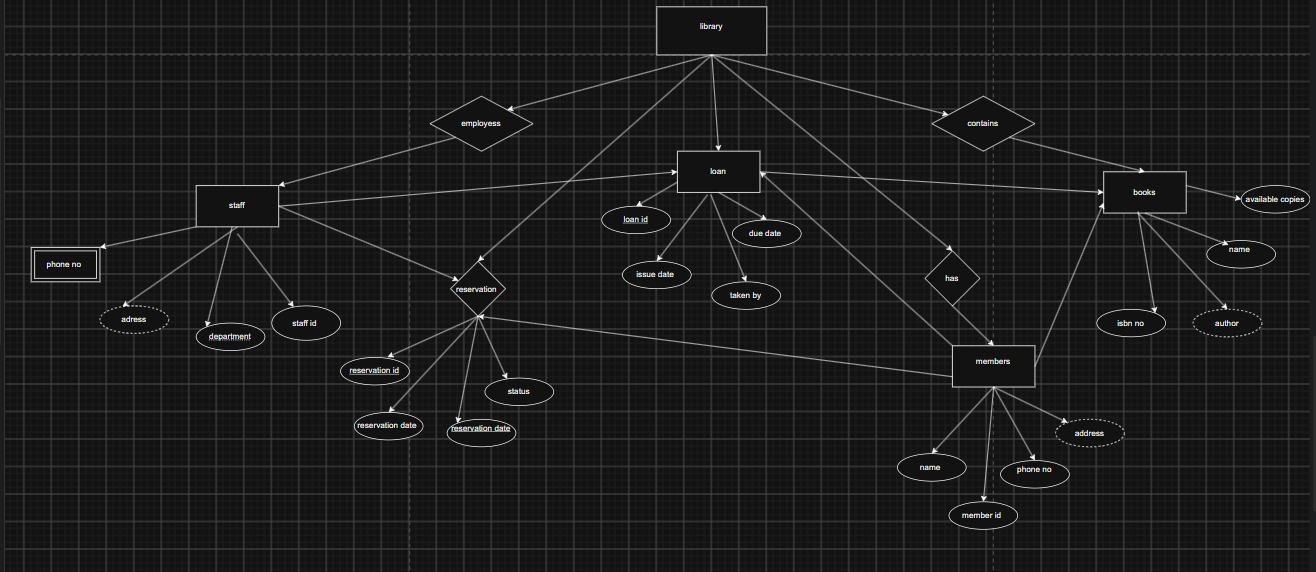 library
employess
contains
loan
books
staff
available copies
loan id
due date
name
phone no
issue date
has
reservation
taken by
adress
staff id
isbn no
author
department
members
reservation id
status
reservation date
reservation date
address
name
phone no
member id